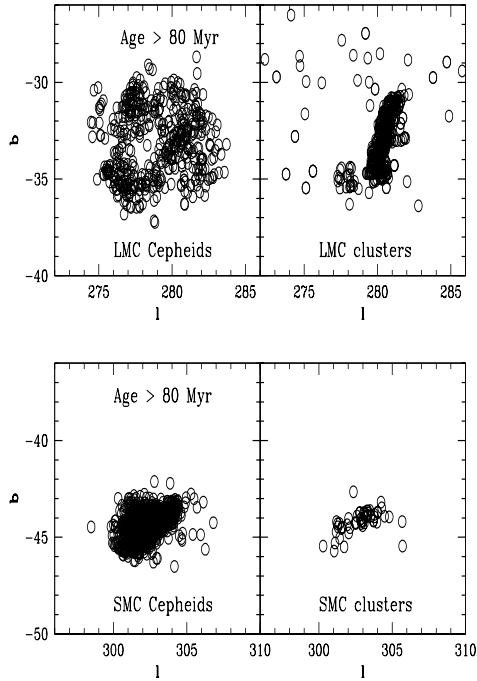 Age > 80 Myr
−30
−35
−40
b
LMC Cepheids
LMC clusters
275 280 285
275 280 285
l
l
Age > 80 Myr
−40
−45
−50
b
SMC Cepheids
SMC clusters
300 305 310
300 305 310
l
l